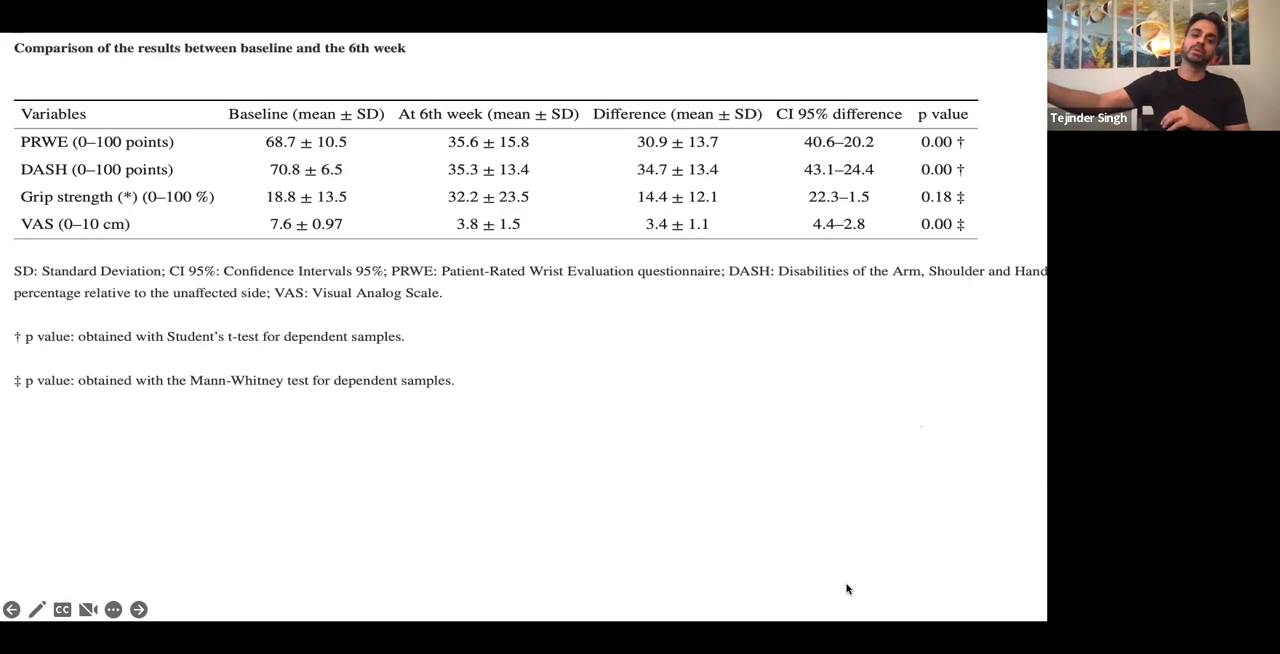 Comparison of the results between baseline and the 6th week
Variables Baseline (mean ± SD) At 6th week (mean ± SD) Difference (mean ± SD) CI 95% difference p value
PRWE (0–100 points) 68.7 ± 10.5 35.6 ± 15.8 30.9 ± 13.7 40.6–20.2 0.00 †
DASH (0–100 points) 70.8 ± 6.5 35.3 ± 13.4 34.7 ± 13.4 43.1–24.4 0.00 †
Grip strength (*) (0–100 %) 18.8 ± 13.5 32.2 ± 23.5 14.4 ± 12.1 22.3–1.5 0.18 ‡
VAS (0–10 cm) 7.6 ± 0.97 3.8 ± 1.5 3.4 ± 1.1 4.4–2.8 0.00 ‡
SD: Standard Deviation; CI 95%: Confidence Intervals 95%; PRWE: Patient-Rated Wrist Evaluation questionnaire; DASH: Disabilities of the Arm, Shoulder and Hand
percentage relative to the unaffected side; VAS: Visual Analog Scale.
† p value: obtained with Student’s t-test for dependent samples.
‡ p value: obtained with the Mann-Whitney test for dependent samples.
Tejinder Singh
CC